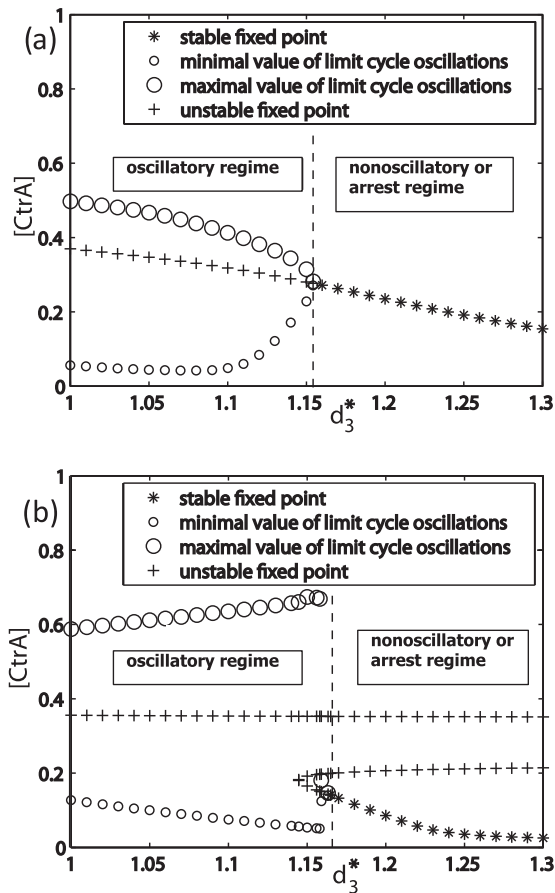 (a)
1
0.8
0.6
0.4
0.2
0
[CtrA]
stable fixed point
minimal value of limit cycle oscillations
maximal value of limit cycle oscillations
unstable fixed point
oscillatory regime
nonoscillatory or
arrest regime
1 1.05 1.1 1.15 1.2 1.25 1.3
d₃*
(b)
1
0.8
0.6
0.4
0.2
0
[CtrA]
stable fixed point
minimal value of limit cycle oscillations
maximal value of limit cycle oscillations
unstable fixed point
oscillatory regime
nonoscillatory or
arrest regime
1 1.05 1.1 1.15 1.2 1.25 1.3
d₃*